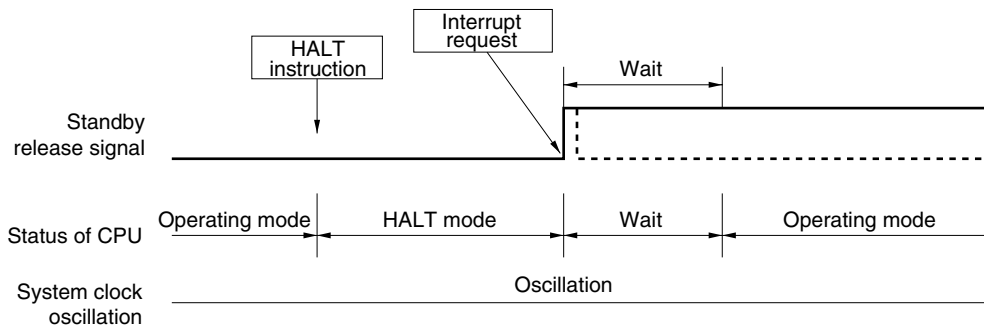 Interrupt
request
HALT
instruction
Wait
Standby
release signal
Operating mode
HALT mode
Wait
Operating mode
Status of CPU
Oscillation
System clock
oscillation